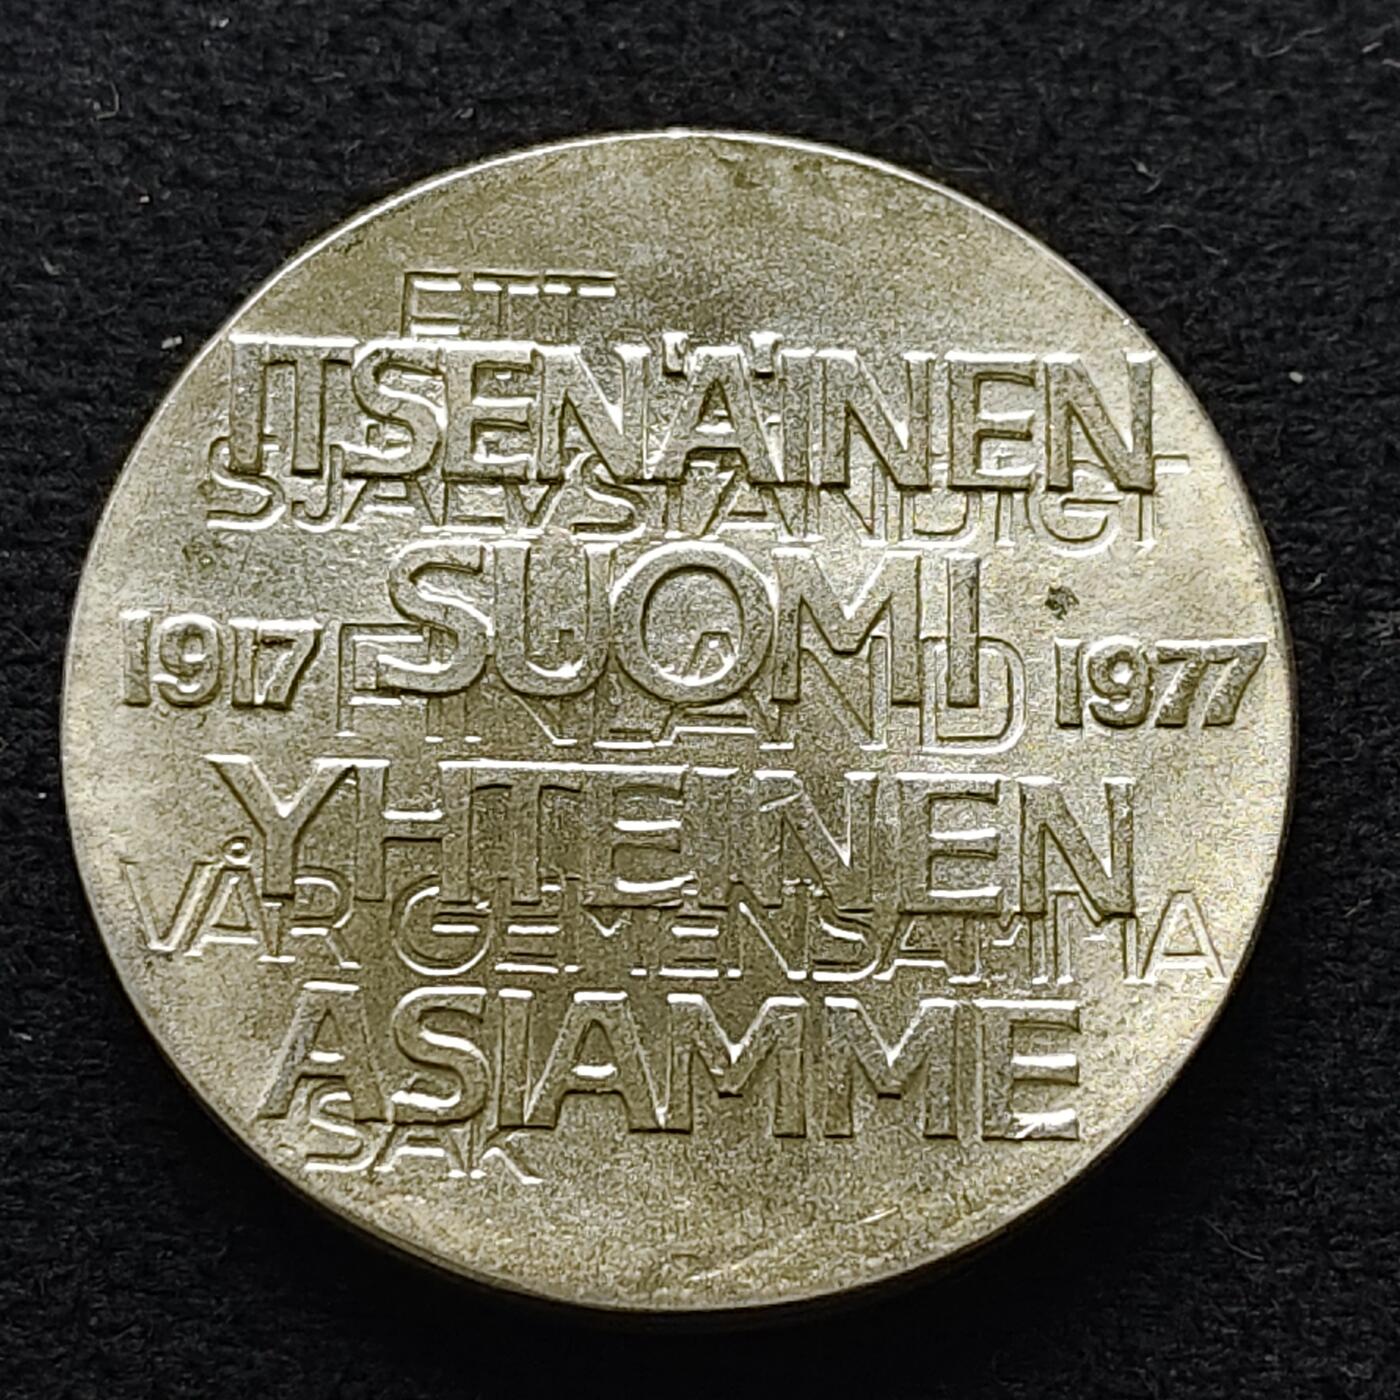 ETT
ITSENÄINEN
SJÄLVSTÄNDIGT
SUOMI
1917 FINLAND 1977
YHTEINEN
VÅR GEMENSAMMA
ASIAMME
SAK